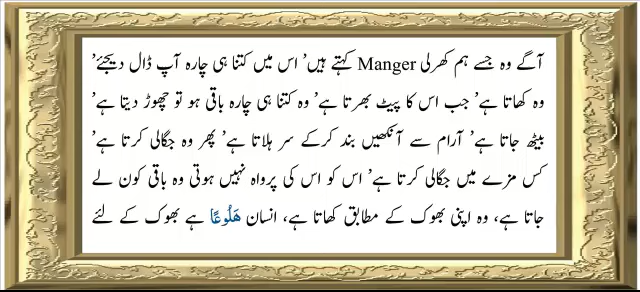 آگے وہ جسے ہم کھرلی Manger کہتے ہیں' اس میں کتنا ہی چارہ آپ ڈال دیجئے'
وہ کھاتا ہے' جب اس کا پیٹ بھرتا ہے' وہ کتنا ہی چارہ باقی ہو تو چھوڑ دیتا ہے'
بیٹھ جاتا ہے' آرام سے آنکھیں بند کرکے سر ہلاتا ہے' پھر وہ جگالی کرتا ہے'
کس مزے میں جگالی کرتا ہے' اس کو اس کی پرواہ نہیں ہوتی وہ باقی کون لے
جاتا ہے، وہ اپنی بھوک کے مطابق کھاتا ہے، انسان هَلُوعًا ہے بھوک کے لئے